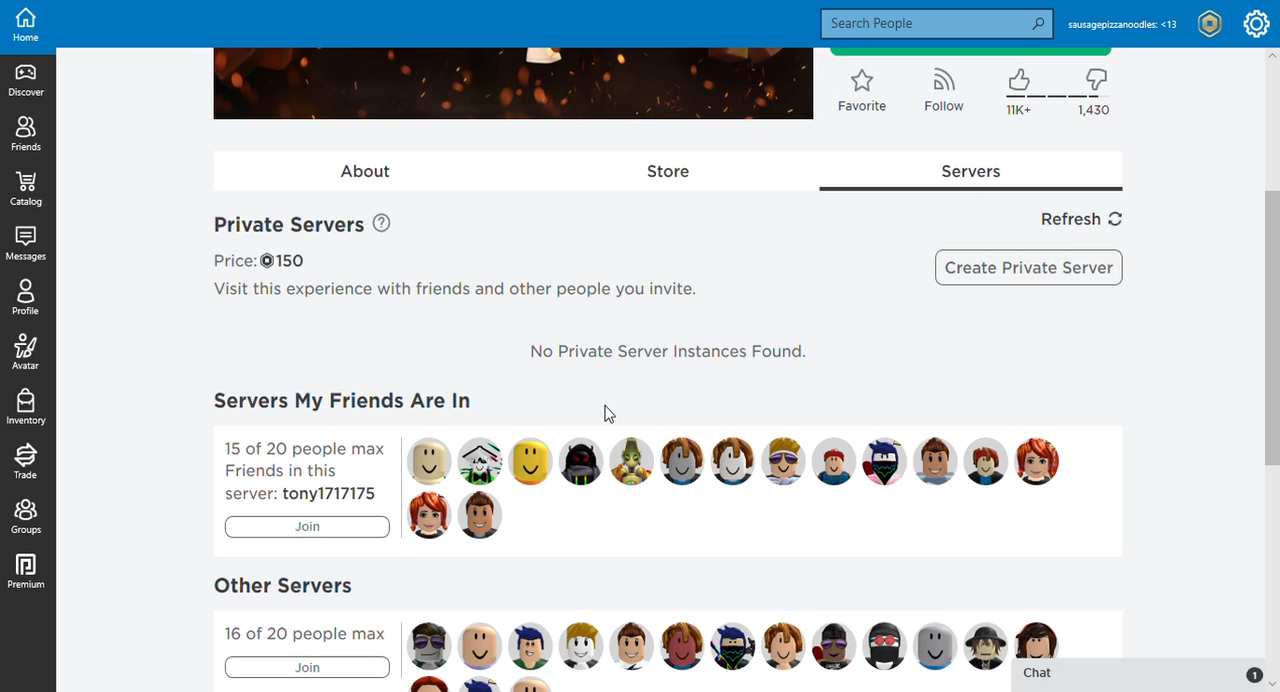 Home
Search People
sausagepizzanoodles: <13
Discover
Friends
Catalog
Messages
Profile
Avatar
Inventory
Trade
Groups
Premium
Favorite
Follow
11K+
1,430
About
Store
Servers
Private Servers ?
Refresh
Price: 150
Create Private Server
Visit this experience with friends and other people you invite.
No Private Server Instances Found.
Servers My Friends Are In
15 of 20 people max
Friends in this
server: tony1717175
Join
Other Servers
16 of 20 people max
Join
Chat
1